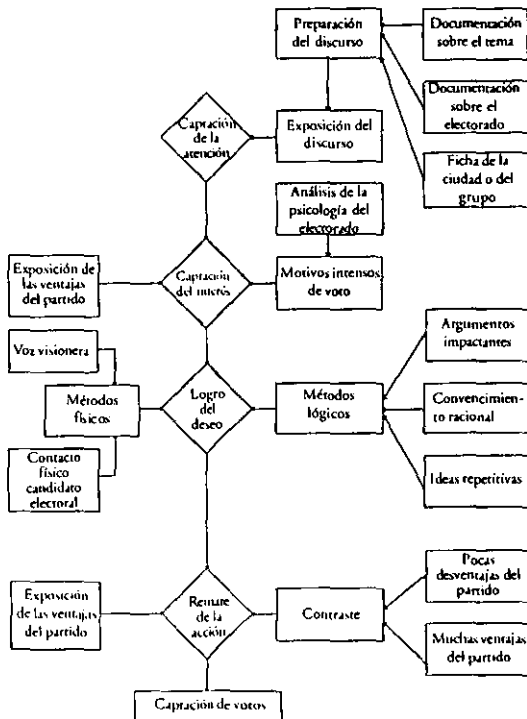 Preparación
del discurso
Documentación
sobre el tema
Documentación
sobre el
electorado
Captación
de la
atención
Exposición del
discurso
Ficha de la
ciudad o del
grupo
Análisis de la
psicología del
electorado
Exposición de
las ventajas
del partido
Captación
del interés
Motivos intensos
de voto
Argumentos
impactantes
Voz visionera
Métodos
físicos
Logro
del
deseo
Métodos
lógicos
Convencimiento
racional
Contacto
físico
candidato
electoral
Ideas repetitivas
Pocas
desventajas del
partido
Exposición
de las ventajas
del partido
Remate
de la
acción
Contraste
Muchas ventajas
del partido
Captación de votos